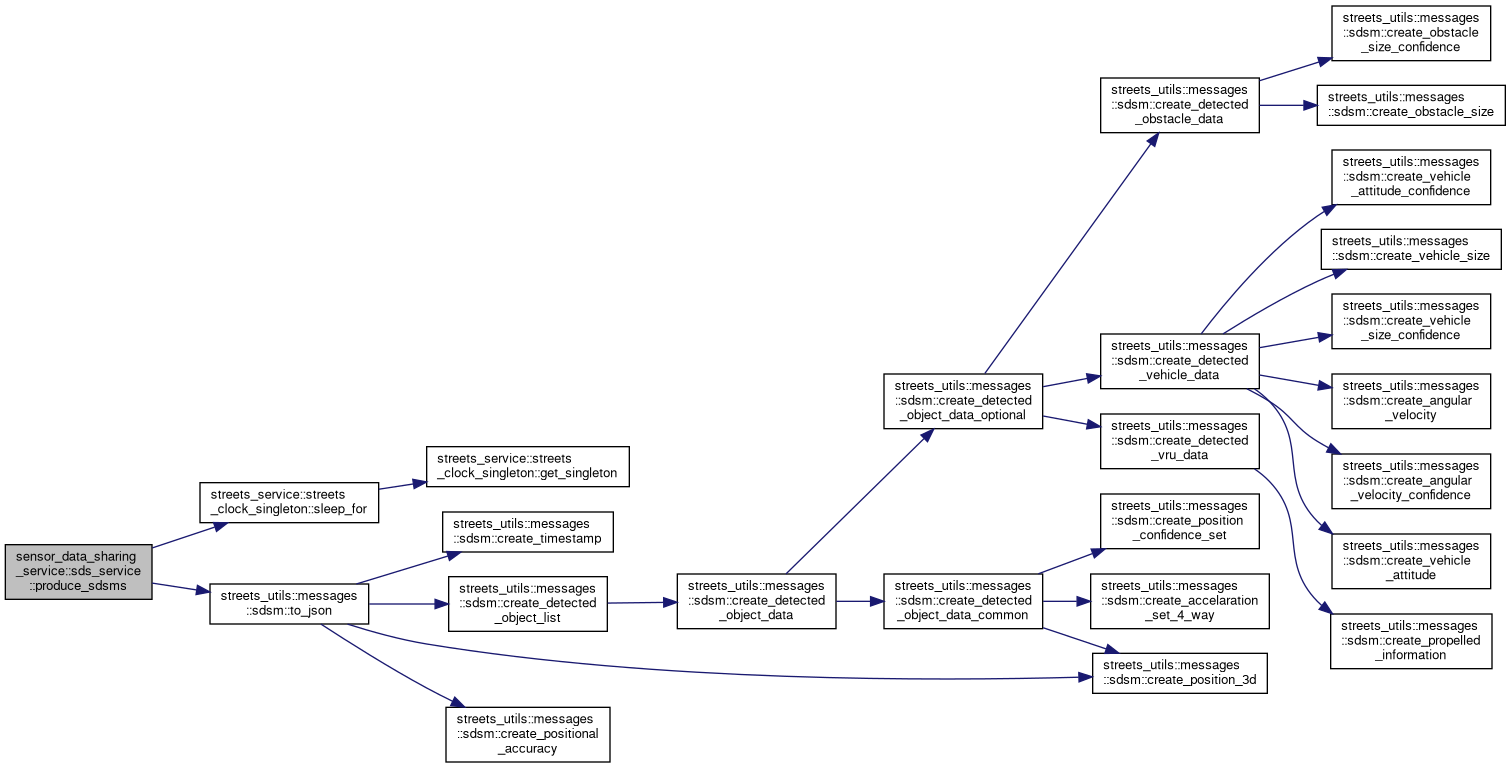 sensor_data_sharing
_service::sds_service
::produce_sdsms
streets_service::streets
_clock_singleton::sleep_for
streets_service::streets
_clock_singleton::get_singleton
streets_utils::messages
::sdsm::to_json
streets_utils::messages
::sdsm::create_timestamp
streets_utils::messages
::sdsm::create_detected
_object_list
streets_utils::messages
::sdsm::create_positional
_accuracy
streets_utils::messages
::sdsm::create_detected
_object_data
streets_utils::messages
::sdsm::create_detected
_object_data_optional
streets_utils::messages
::sdsm::create_detected
_object_data_common
streets_utils::messages
::sdsm::create_detected
_obstacle_data
streets_utils::messages
::sdsm::create_detected
_vehicle_data
streets_utils::messages
::sdsm::create_detected
_vru_data
streets_utils::messages
::sdsm::create_position
_confidence_set
streets_utils::messages
::sdsm::create_accelaration
_set_4_way
streets_utils::messages
::sdsm::create_position_3d
streets_utils::messages
::sdsm::create_obstacle
_size_confidence
streets_utils::messages
::sdsm::create_obstacle_size
streets_utils::messages
::sdsm::create_vehicle
_attitude_confidence
streets_utils::messages
::sdsm::create_vehicle_size
streets_utils::messages
::sdsm::create_vehicle
_size_confidence
streets_utils::messages
::sdsm::create_angular
_velocity
streets_utils::messages
::sdsm::create_angular
_velocity_confidence
streets_utils::messages
::sdsm::create_vehicle
_attitude
streets_utils::messages
::sdsm::create_propelled
_information